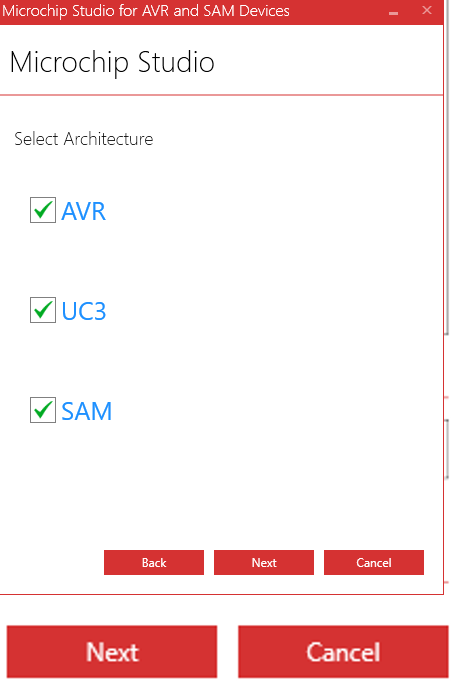 Microchip Studio for AVR and SAM Devices
Microchip Studio
Select Architecture
AVR
UC3
SAM
Back Next Cancel
Next Cancel